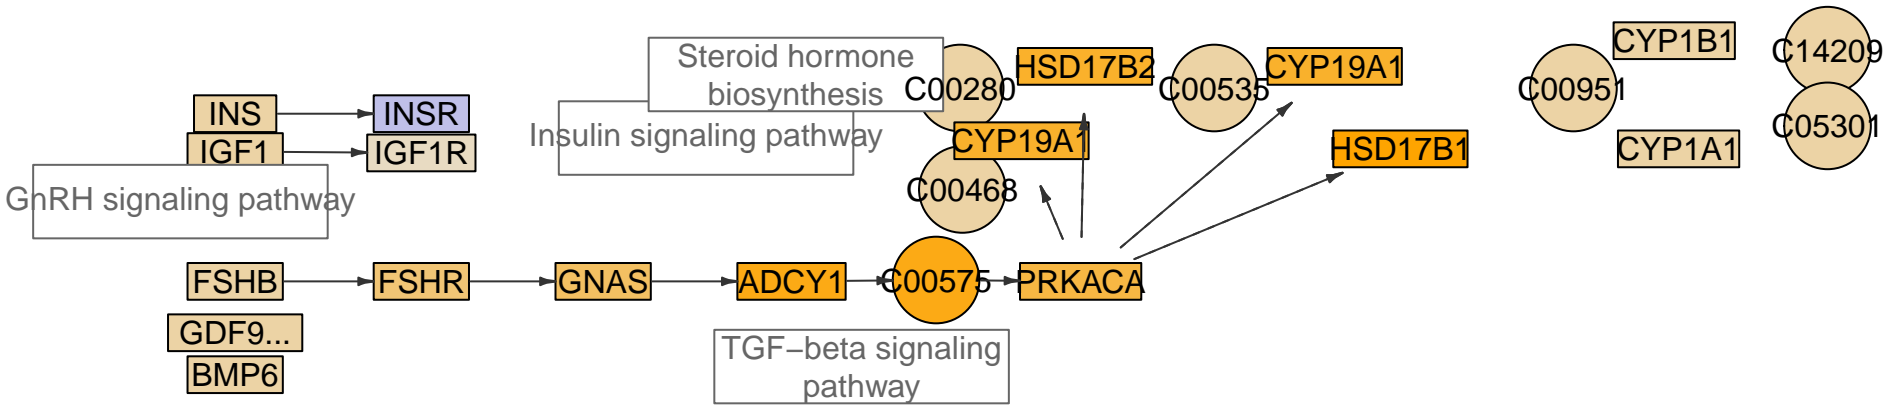 Steroid hormone
biosynthesis
C00280
HSD17B2
C00535
CYP19A1
C00951
CYP1B1
C14209
INS
INSR
Insulin signaling pathway
CYP19A1
HSD17B1
CYP1A1
C05301
IGF1
IGF1R
GnRH signaling pathway
C00468
FSHB
FSHR
GNAS
ADCY1
C00575
PRKACA
GDF9...
BMP6
TGF−beta signaling
pathway